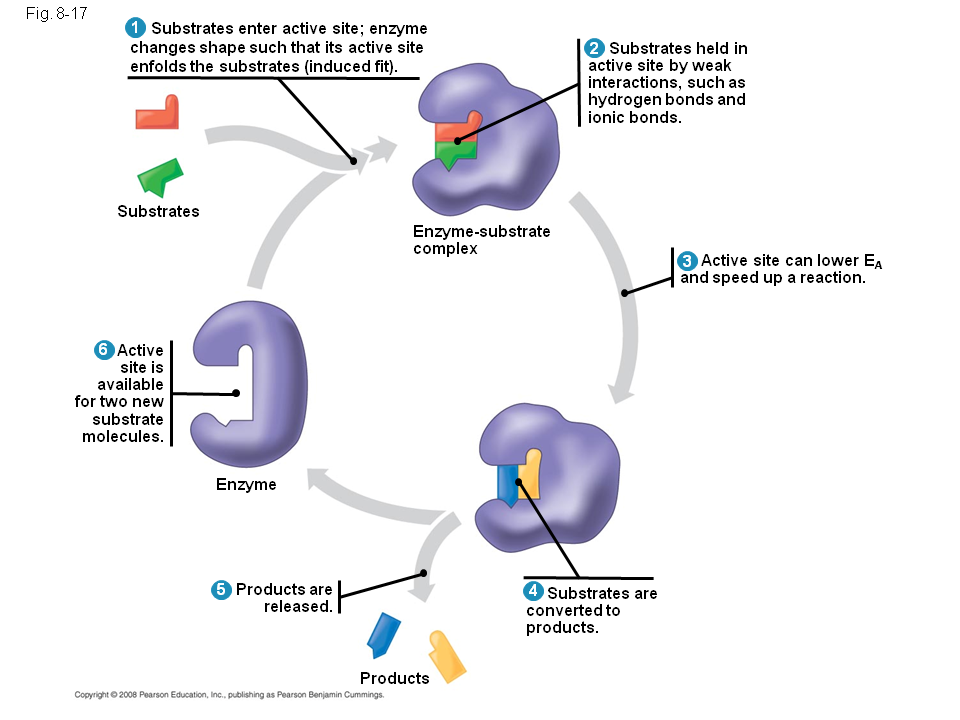 Fig. 8-17
1 Substrates enter active site; enzyme
changes shape such that its active site
enfolds the substrates (induced fit).
2 Substrates held in
active site by weak
interactions, such as
hydrogen bonds and
ionic bonds.
Substrates
Enzyme-substrate
complex
3 Active site can lower EA
and speed up a reaction.
6 Active
site is
available
for two new
substrate
molecules.
Enzyme
5 Products are
released.
4 Substrates are
converted to
products.
Products
Copyright © 2008 Pearson Education, Inc., publishing as Pearson Benjamin Cummings.